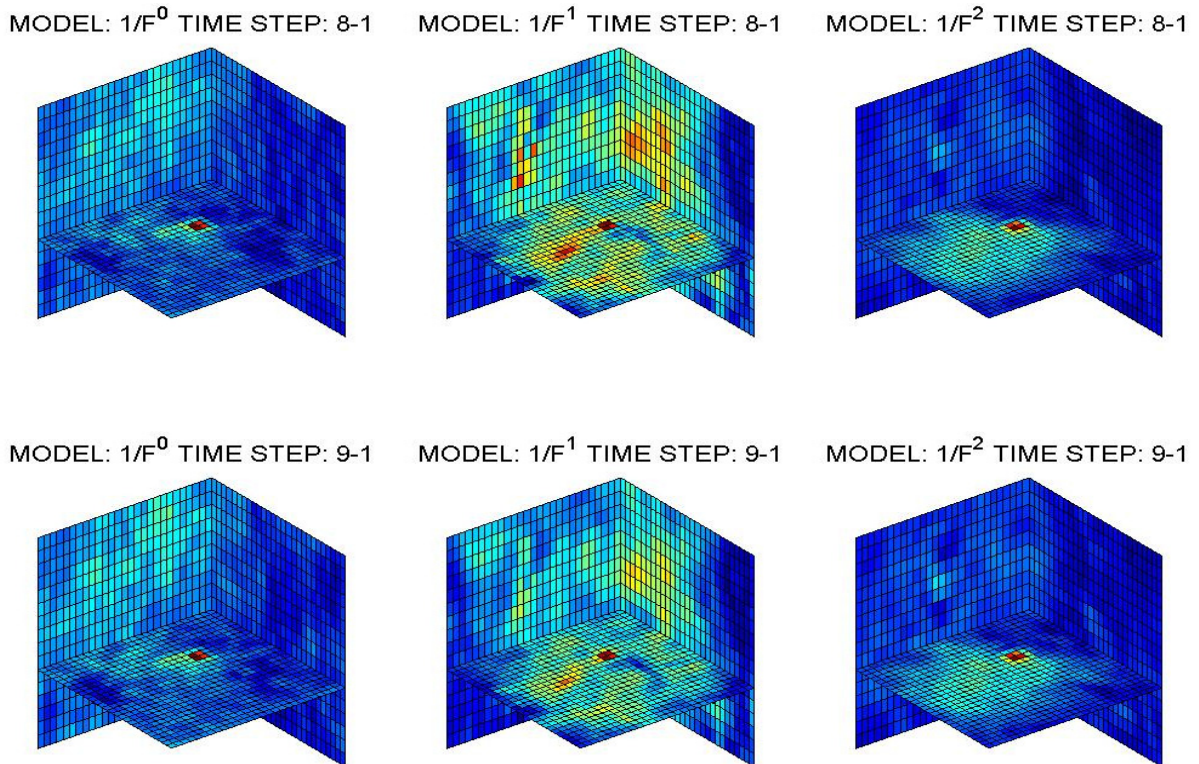 MODEL: 1/F⁰ TIME STEP: 8-1
MODEL: 1/F¹ TIME STEP: 8-1
MODEL: 1/F² TIME STEP: 8-1
MODEL: 1/F⁰ TIME STEP: 9-1
MODEL: 1/F¹ TIME STEP: 9-1
MODEL: 1/F² TIME STEP: 9-1